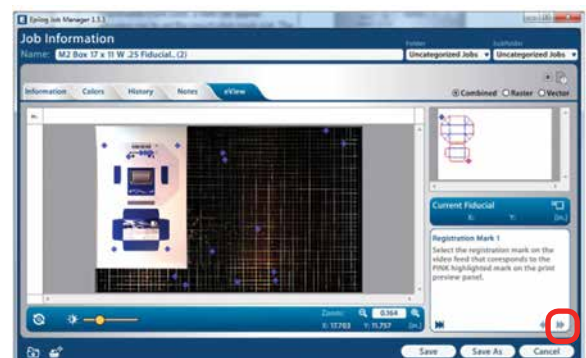 Epilog Job Manager 1.3.3
Job Information
Name: M2 Box 17 x 11 W .25 Fiducial.. (2)
Folder
Uncategorized Jobs
Subfolder
Uncategorized Jobs
Information
Colors
History
Notes
eView
Combined
Raster
Vector
Current Fiducial
X:
Y:
[in.]
Registration Mark 1
Select the registration mark on the
video feed that coresponds to the
PINK highlighted mark on the print
preview panel.
Zoom:
0.364
X: 17.703
Y: 11.757
[in.]
Save
Save As
Cancel